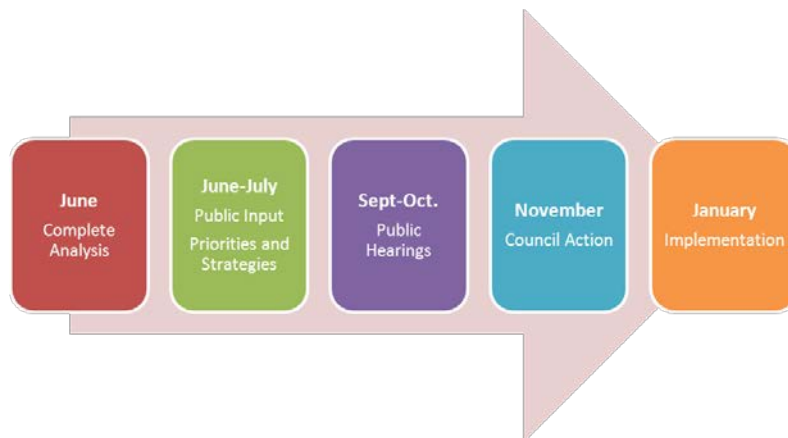 June
Complete
Analysis
June-July
Public Input
Priorities and
Strategies
Sept-Oct.
Public
Hearings
November
Council Action
January
Implementation